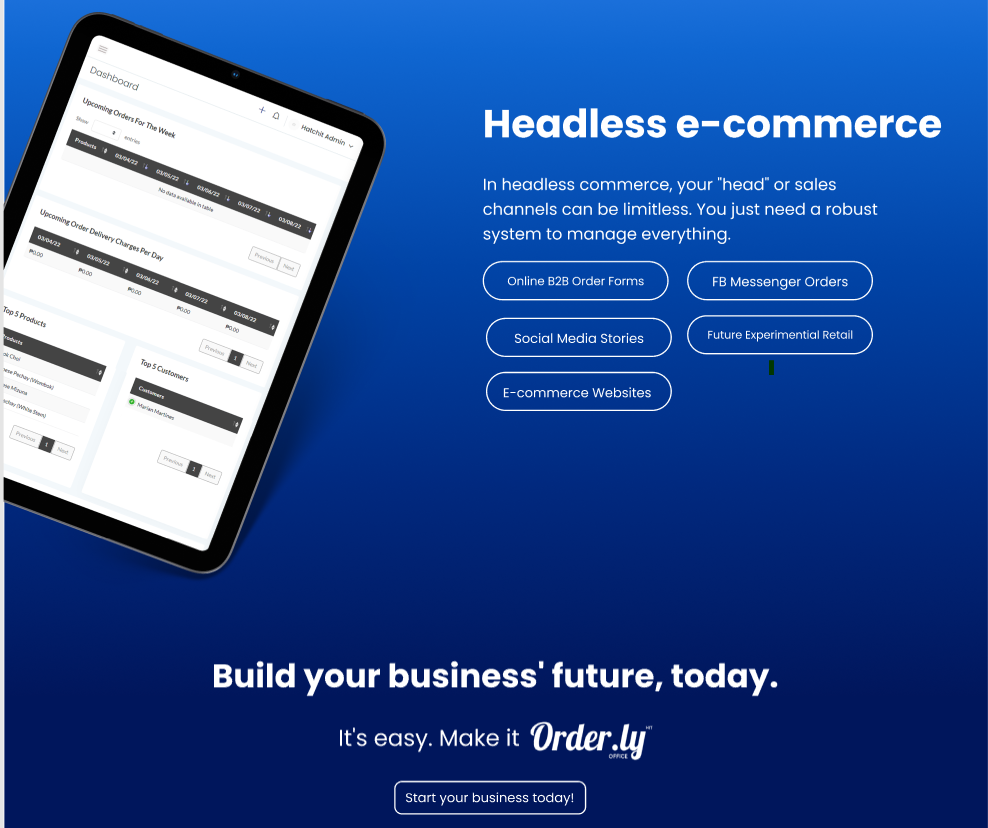 Dashboard
Hatchit Admin
Upcoming Orders For The Week
Show entries
Products 03/04/22 03/05/22 03/06/22 03/07/22 03/08/22
No data available in table
Previous Next
Upcoming Order Delivery Charges Per Day
03/04/22 03/05/22 03/06/22 03/07/22 03/08/22
₱0.00 ₱0.00 ₱0.00 ₱0.00 ₱0.00
Previous 1 Next
Top 5 Products
Products
ok Choi
nese Pechay (Wombok)
ese Mizuna
echay (White Stem)
Previous 1 Next
Top 5 Customers
Customers
Marian Martines
Previous 1 Next
Headless e-commerce
In headless commerce, your "head" or sales
channels can be limitless. You just need a robust
system to manage everything.
Online B2B Order Forms
FB Messenger Orders
Social Media Stories
Future Experimential Retail
E-commerce Websites
Build your business' future, today.
It's easy. Make it Order.ly
OFFICE
Start your business today!